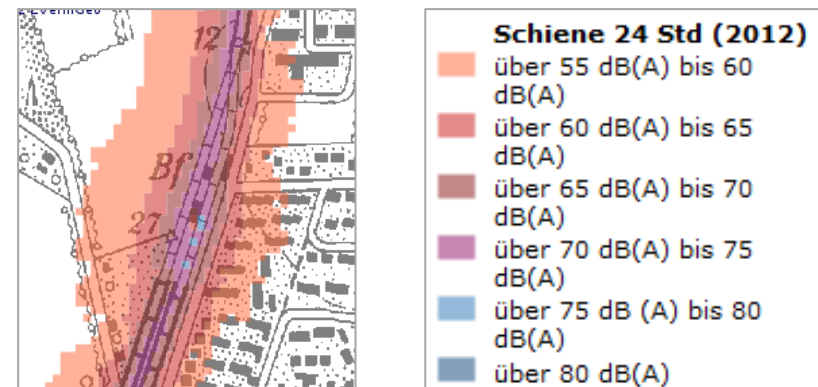 12
Bf
27
Schiene 24 Std (2012)
über 55 dB(A) bis 60
dB(A)
über 60 dB(A) bis 65
dB(A)
über 65 dB(A) bis 70
dB(A)
über 70 dB(A) bis 75
dB(A)
über 75 dB (A) bis 80
dB(A)
über 80 dB(A)